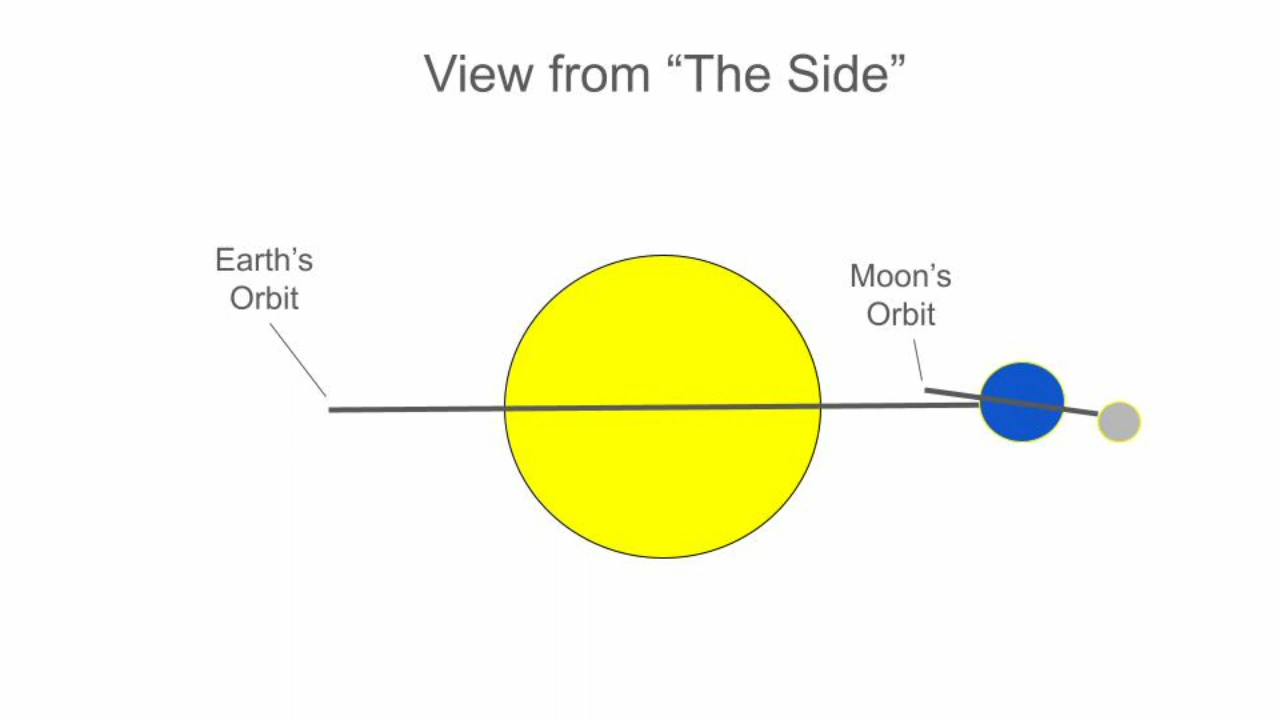 View from “The Side”
Earth’s
Orbit
Moon’s
Orbit